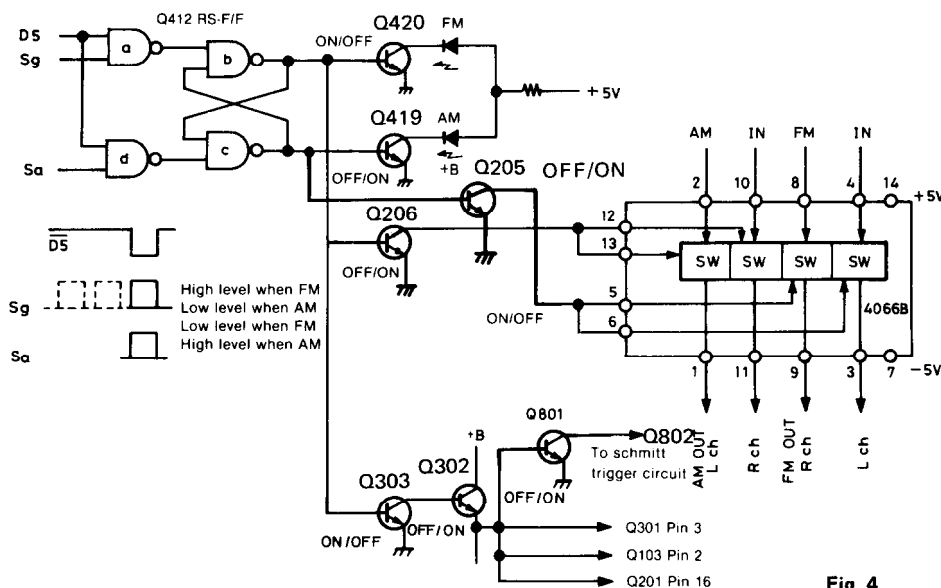 Q412 RS-F/F
D5
Sg
Sa
a
b
c
d
Q420
ON/OFF
FM
+5V
Q419
AM
+B
OFF/ON
Q205
OFF/ON
Q206
OFF/ON
ON/OFF
AM IN FM IN
2 10 8 4 14
+5V
12
13
5
6
SW SW SW SW
4066B
1 11 9 3 7
-5V
AM OUT
L ch
R ch
FM OUT
R ch
L ch
D5
Sg
High level when FM
Low level when AM
Low level when FM
High level when AM
Sa
Q801
+B
Q802
To schmitt
trigger circuit
Q302
Q303
OFF/ON
OFF/ON
ON/OFF
Q301 Pin 3
Q103 Pin 2
Q201 Pin 16
Fig. 4